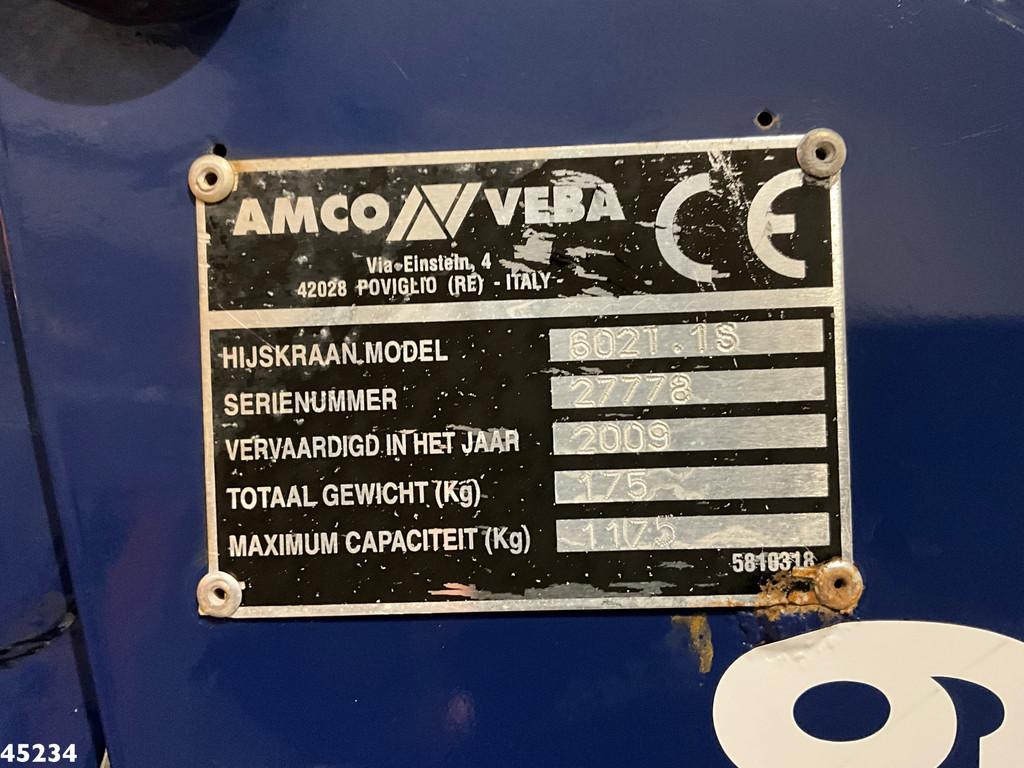 AMCO VEBA CE
Via Einstein, 4
42028 POVIGLIO (RE) - ITALY
HIJSKRAAN MODEL 602T.1S
SERIENUMMER 27778
VERVAARDIGD IN HET JAAR 2009
TOTAAL GEWICHT (Kg) 175
MAXIMUM CAPACITEIT (Kg) 1175
5810318
9
45234